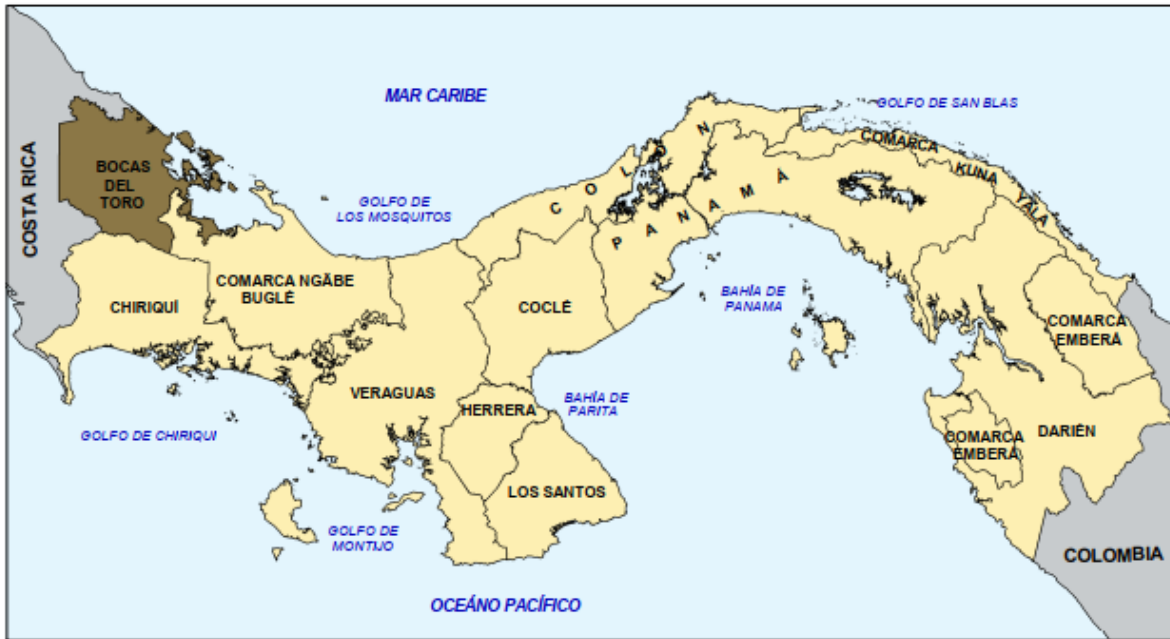 MAR CARIBE
GOLFO DE SAN BLAS
COSTA RICA
BOCAS
DEL
TORO
GOLFO DE
LOS MOSQUITOS
COLÓN
PANAMÁ
COMARCA
KUNA
YALA
COMARCA NGÄBE
BUGLÉ
CHIRIQUÍ
COCLÉ
BAHÍA DE
PANAMA
COMARCA
EMBERÁ
VERAGUAS
HERRERA
BAHÍA DE
PARITA
GOLFO DE CHIRIQUI
COMARCA
EMBERÁ
DARIÉN
LOS SANTOS
GOLFO DE
MONTIJO
COLOMBIA
OCEÁNO PACÍFICO